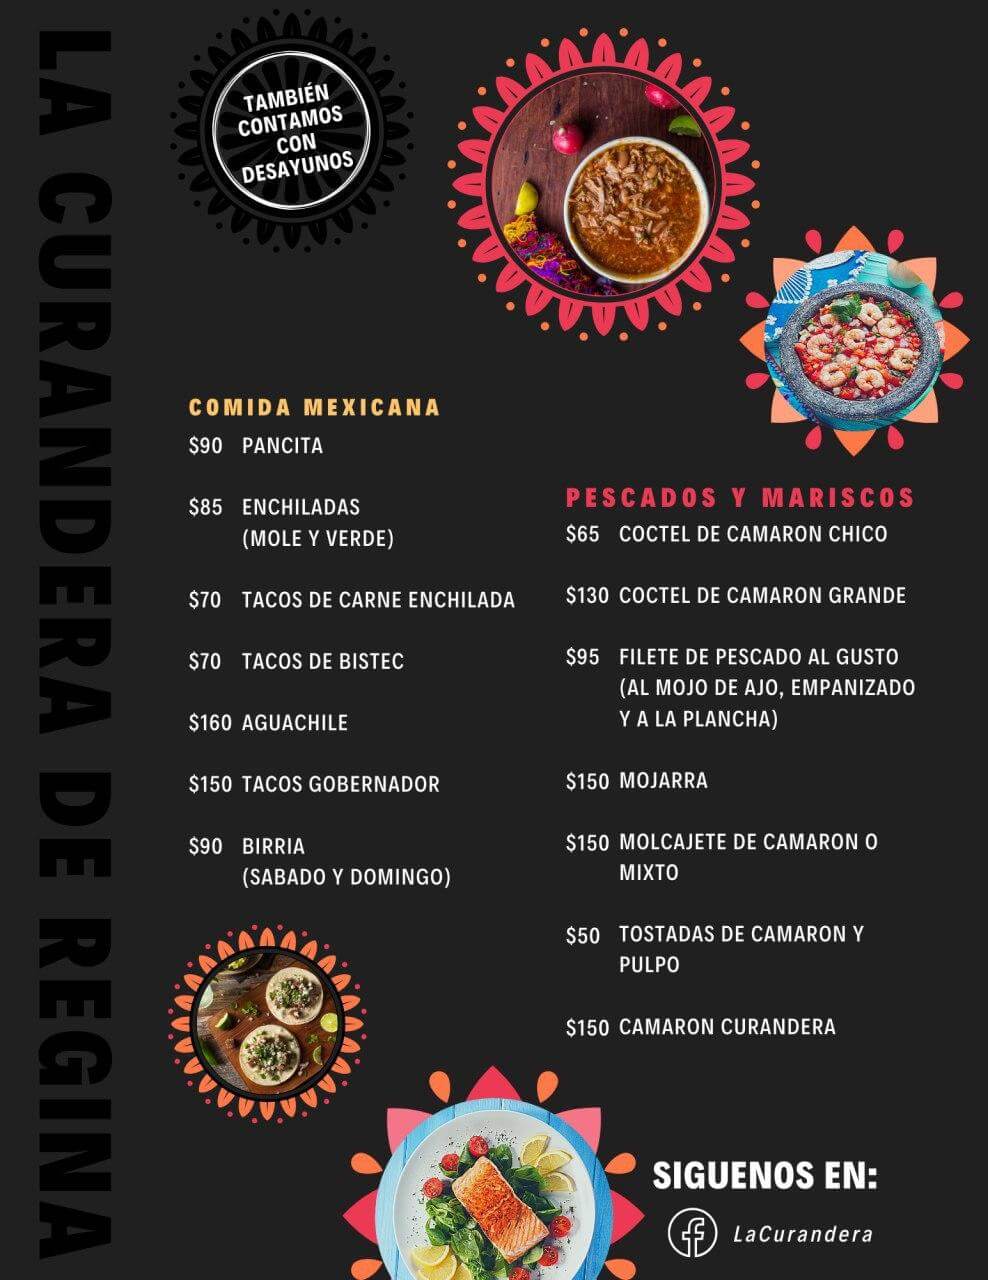 LA CURANDERA DE REGINA
TAMBIÉN
CONTAMOS
CON
DESAYUNOS
COMIDA MEXICANA
$90 PANCITA
$85 ENCHILADAS
(MOLE Y VERDE)
$70 TACOS DE CARNE ENCHILADA
$70 TACOS DE BISTEC
$160 AGUACHILE
$150 TACOS GOBERNADOR
$90 BIRRIA
(SABADO Y DOMINGO)
PESCADOS Y MARISCOS
$65 COCTEL DE CAMARON CHICO
$130 COCTEL DE CAMARON GRANDE
$95 FILETE DE PESCADO AL GUSTO
(AL MOJO DE AJO, EMPANIZADO
Y A LA PLANCHA)
$150 MOJARRA
$150 MOLCAJETE DE CAMARON O
MIXTO
$50 TOSTADAS DE CAMARON Y
PULPO
$150 CAMARON CURANDERA
SIGUENOS EN:
LaCurandera